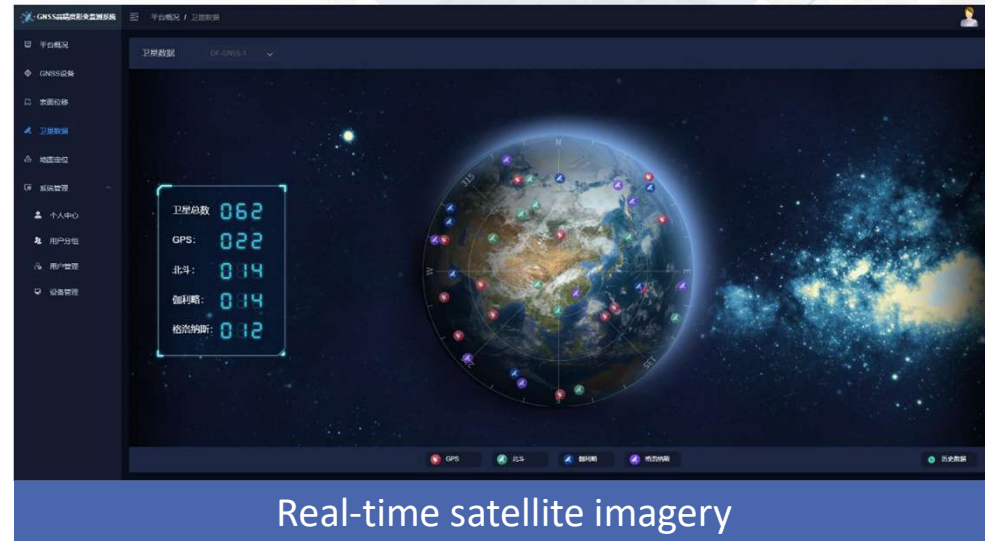 GNSS高精度形变监测系统
平台概况 / 卫星数据
平台概况
GNSS设备
表面位移
卫星数据
地图定位
系统管理
个人中心
用户分组
用户管理
设备管理
卫星数据 DF-GNSS-1
卫星总数 062
GPS: 022
北斗: 014
伽利略: 014
格洛纳斯: 012
N
315
W
E
135
S
GPS
北斗
伽利略
格洛纳斯
历史数据
Real-time satellite imagery